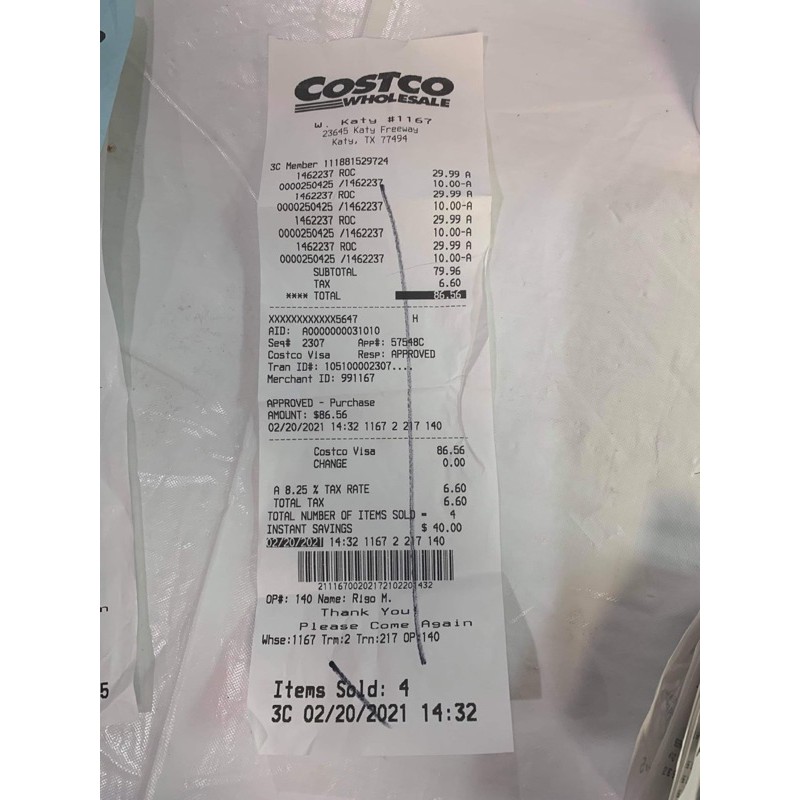 COSTCO
WHOLESALE
W. Katy #1167
23645 Katy Freeway
Katy, TX 77494
3C Member 111881529724
1462237 ROC 29.99 A
0000250425 /1462237 10.00-A
1462237 ROC 29.99 A
0000250425 /1462237 10.00-A
1462237 ROC 29.99 A
0000250425 /1462237 10.00-A
1462237 ROC 29.99 A
0000250425 /1462237 10.00-A
SUBTOTAL 79.96
TAX 6.60
**** TOTAL 86.56
XXXXXXXXXXXX5647 H
AID: A0000000031010
Seq# 2307 App#: 57548C
Costco Visa Resp: APPROVED
Tran ID#: 105100002307....
Merchant ID: 991167
APPROVED - Purchase
AMOUNT: $86.56
02/20/2021 14:32 1167 2 217 140
Costco Visa 86.56
CHANGE 0.00
A 8.25 % TAX RATE 6.60
TOTAL TAX 6.60
TOTAL NUMBER OF ITEMS SOLD = 4
INSTANT SAVINGS $ 40.00
02/20/2021 14:32 1167 2 217 140
21116700202172102201432
OP#: 140 Name: Rigo M.
Thank You!
Please Come Again
Whse:1167 Trm:2 Trn:217 OP:140
Items Sold: 4
3C 02/20/2021 14:32
5